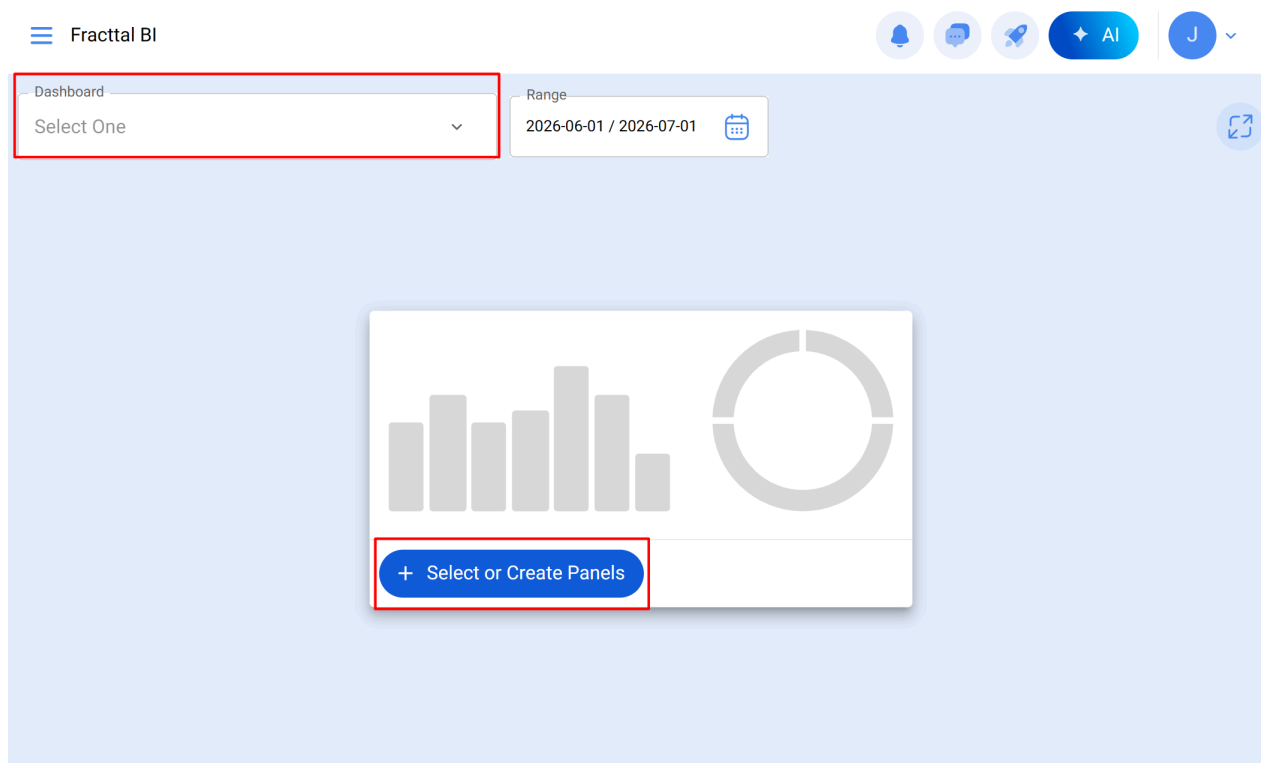 Fracttal BI
AI
J
Dashboard
Select One
Range
2026-06-01 / 2026-07-01
+ Select or Create Panels